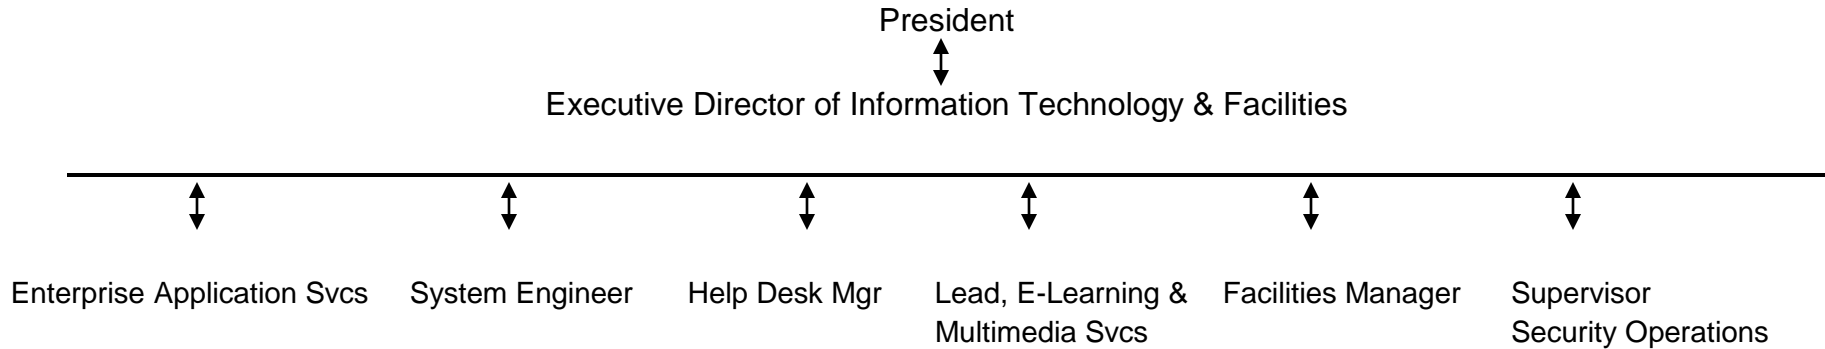 President
Executive Director of Information Technology & Facilities
Enterprise Application Svcs
System Engineer
Help Desk Mgr
Lead, E-Learning &
Multimedia Svcs
Facilities Manager
Supervisor
Security Operations